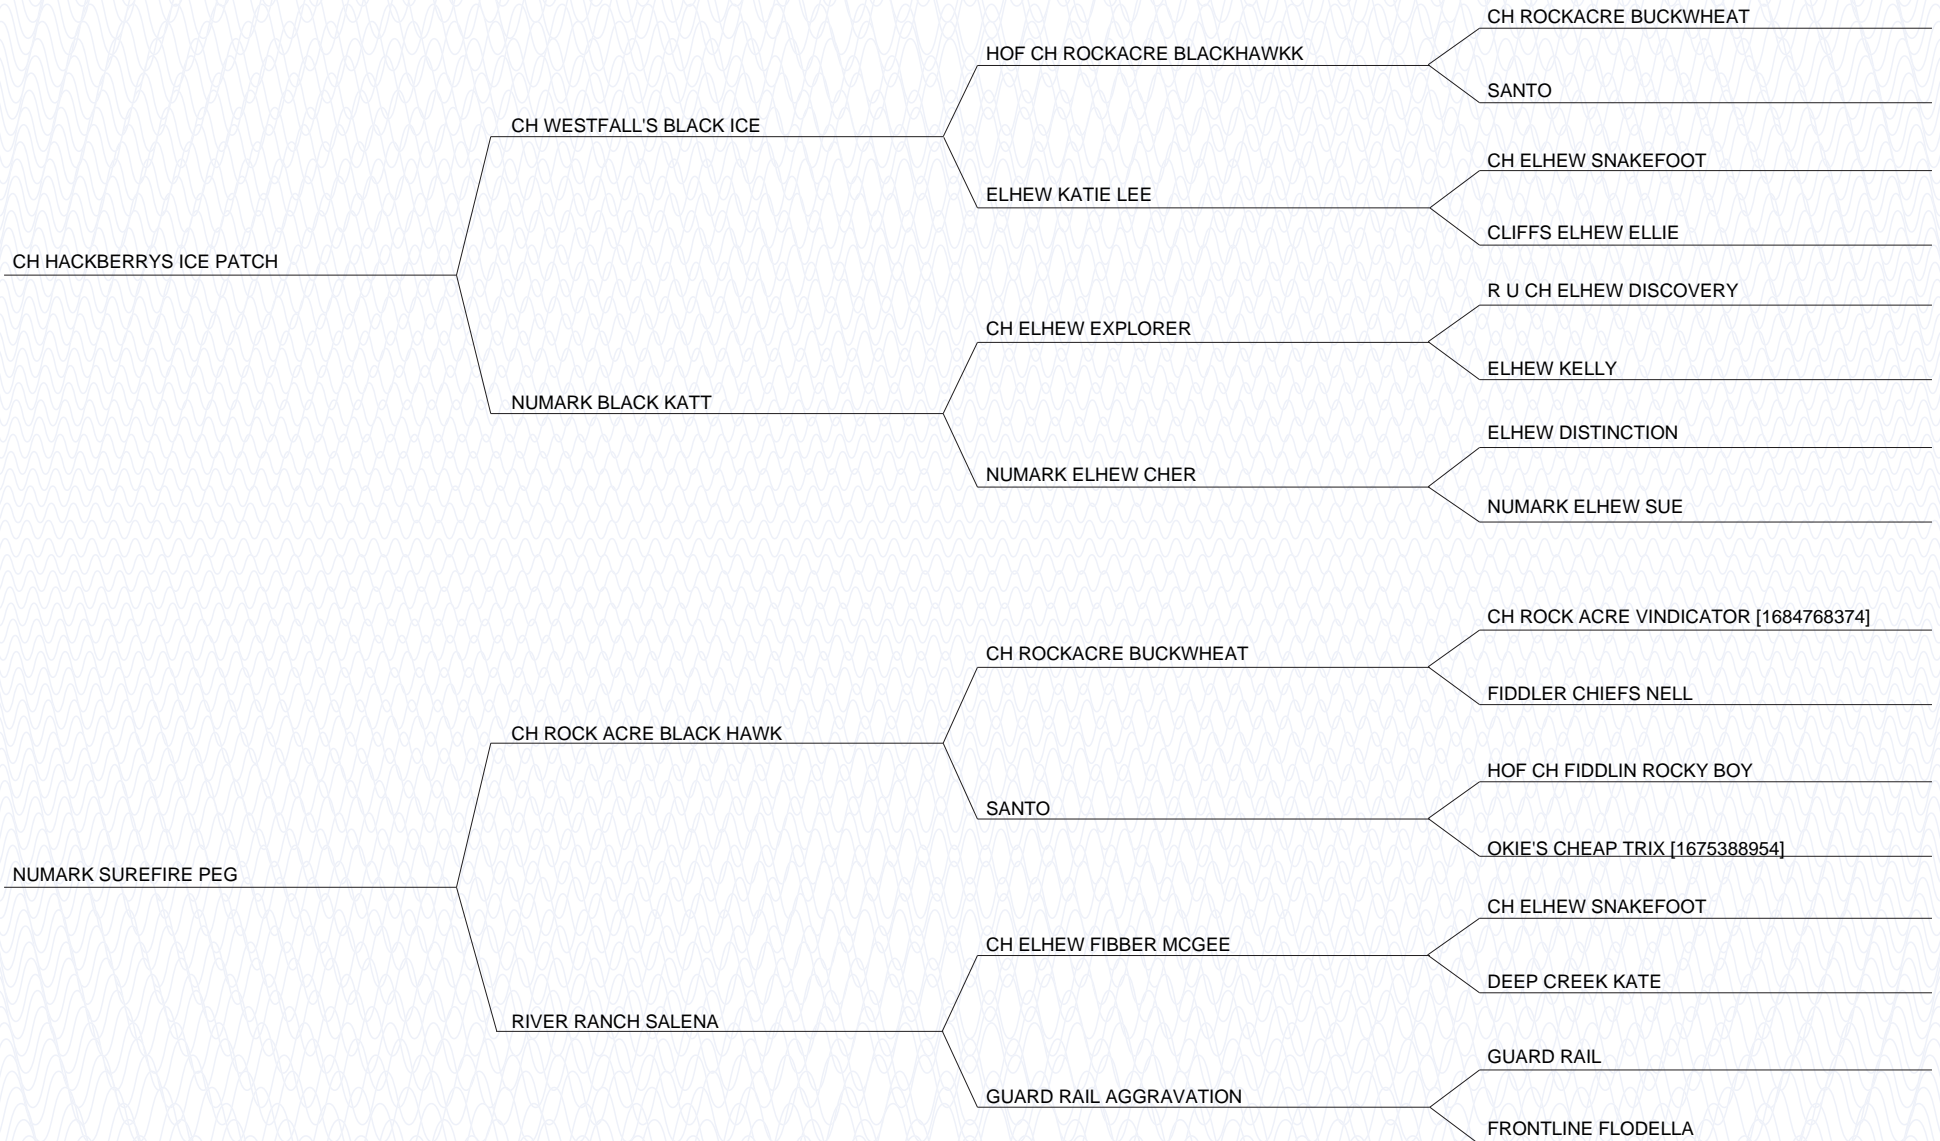 CH ROCKACRE BUCKWHEAT
HOF CH ROCKACRE BLACKHAWKK
SANTO
CH WESTFALL'S BLACK ICE
CH ELHEW SNAKEFOOT
ELHEW KATIE LEE
CLIFFS ELHEW ELLIE
CH HACKBERRYS ICE PATCH
R U CH ELHEW DISCOVERY
CH ELHEW EXPLORER
ELHEW KELLY
NUMARK BLACK KATT
ELHEW DISTINCTION
NUMARK ELHEW CHER
NUMARK ELHEW SUE
CH ROCK ACRE VINDICATOR [1684768374]
CH ROCKACRE BUCKWHEAT
FIDDLER CHIEFS NELL
CH ROCK ACRE BLACK HAWK
HOF CH FIDDLIN ROCKY BOY
SANTO
OKIE'S CHEAP TRIX [1675388954]
NUMARK SUREFIRE PEG
CH ELHEW SNAKEFOOT
CH ELHEW FIBBER MCGEE
DEEP CREEK KATE
RIVER RANCH SALENA
GUARD RAIL
GUARD RAIL AGGRAVATION
FRONTLINE FLODELLA